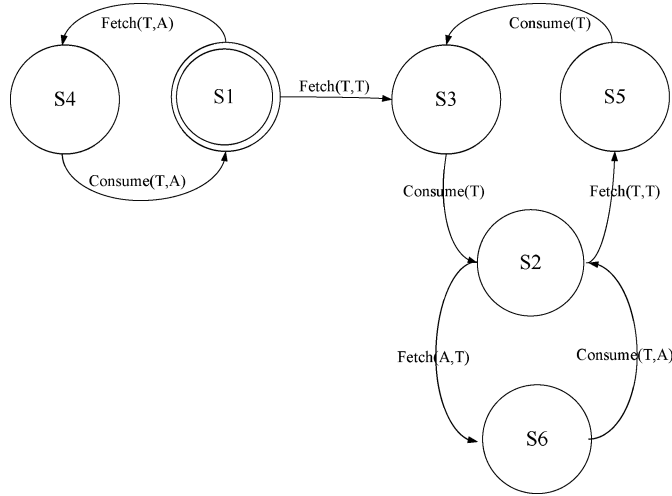 Fetch(T,A)
Consume(T)
S4
S1
Fetch(T,T)
S3
S5
Consume(T,A)
Consume(T)
Fetch(T,T)
S2
Fetch(A,T)
Consume(T,A)
S6